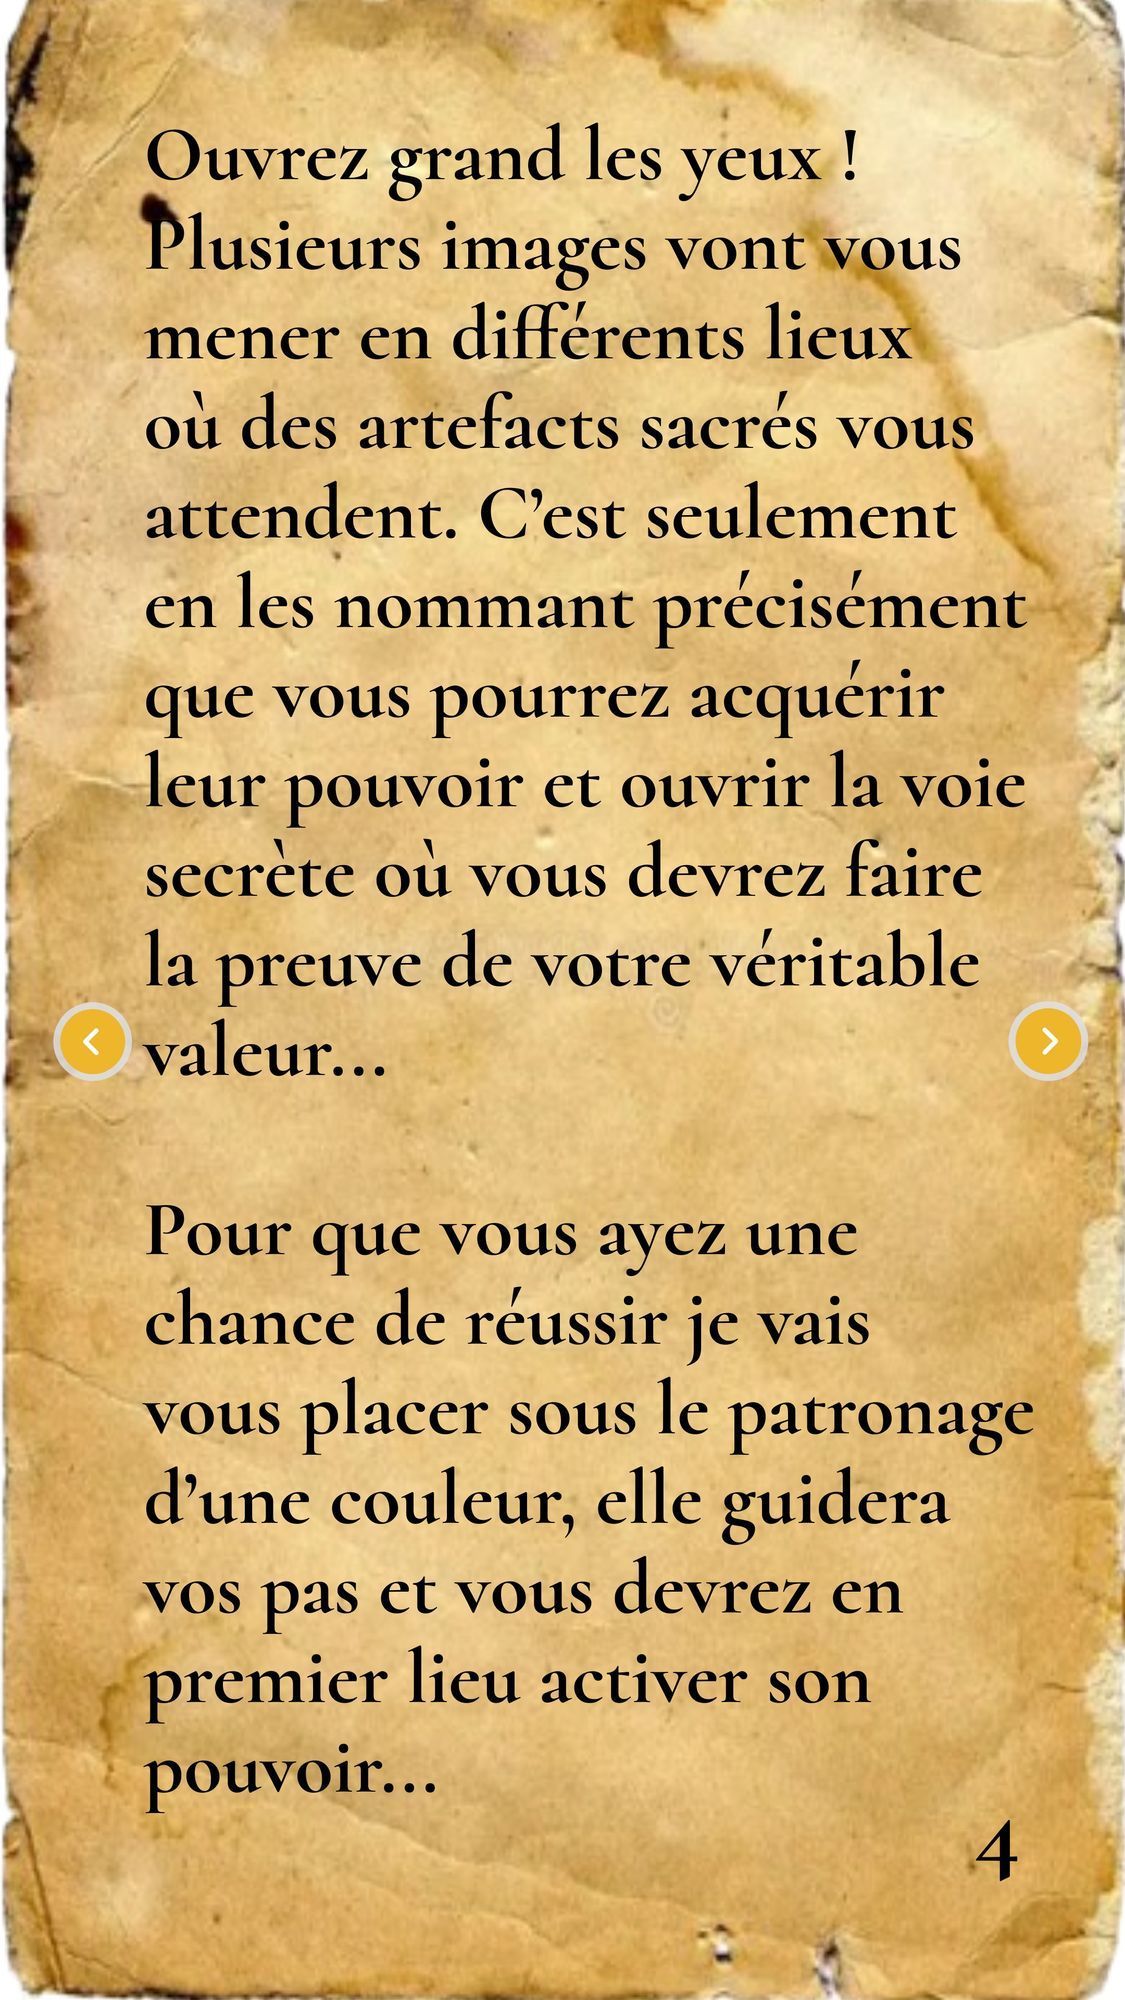 Ouvrez grand les yeux !
Plusieurs images vont vous
mener en différents lieux
où des artefacts sacrés vous
attendent. C’est seulement
en les nommant précisément
que vous pourrez acquérir
leur pouvoir et ouvrir la voie
secrète où vous devrez faire
la preuve de votre véritable
valeur...
Pour que vous ayez une
chance de réussir je vais
vous placer sous le patronage
d’une couleur, elle guidera
vos pas et vous devrez en
premier lieu activer son
pouvoir...
4